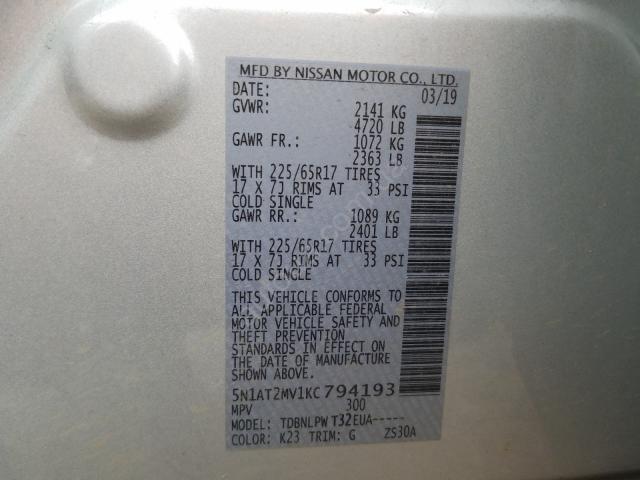 MFD BY NISSAN MOTOR CO., LTD.
DATE: 03/19
GVWR: 2141 KG
4720 LB
GAWR FR.: 1072 KG
2363 LB
WITH 225/65R17 TIRES
17 X 7J RIMS AT 33 PSI
COLD SINGLE
GAWR RR.: 1089 KG
2401 LB
WITH 225/65R17 TIRES
17 X 7J RIMS AT 33 PSI
COLD SINGLE
THIS VEHICLE CONFORMS TO
ALL APPLICABLE FEDERAL
MOTOR VEHICLE SAFETY AND
THEFT PREVENTION
STANDARDS IN EFFECT ON
THE DATE OF MANUFACTURE
SHOWN ABOVE.
5N1AT2MV1KC794193
MPV 300
MODEL: TDBNLPW T32EUA-----
COLOR: K23 TRIM: G ZS30A